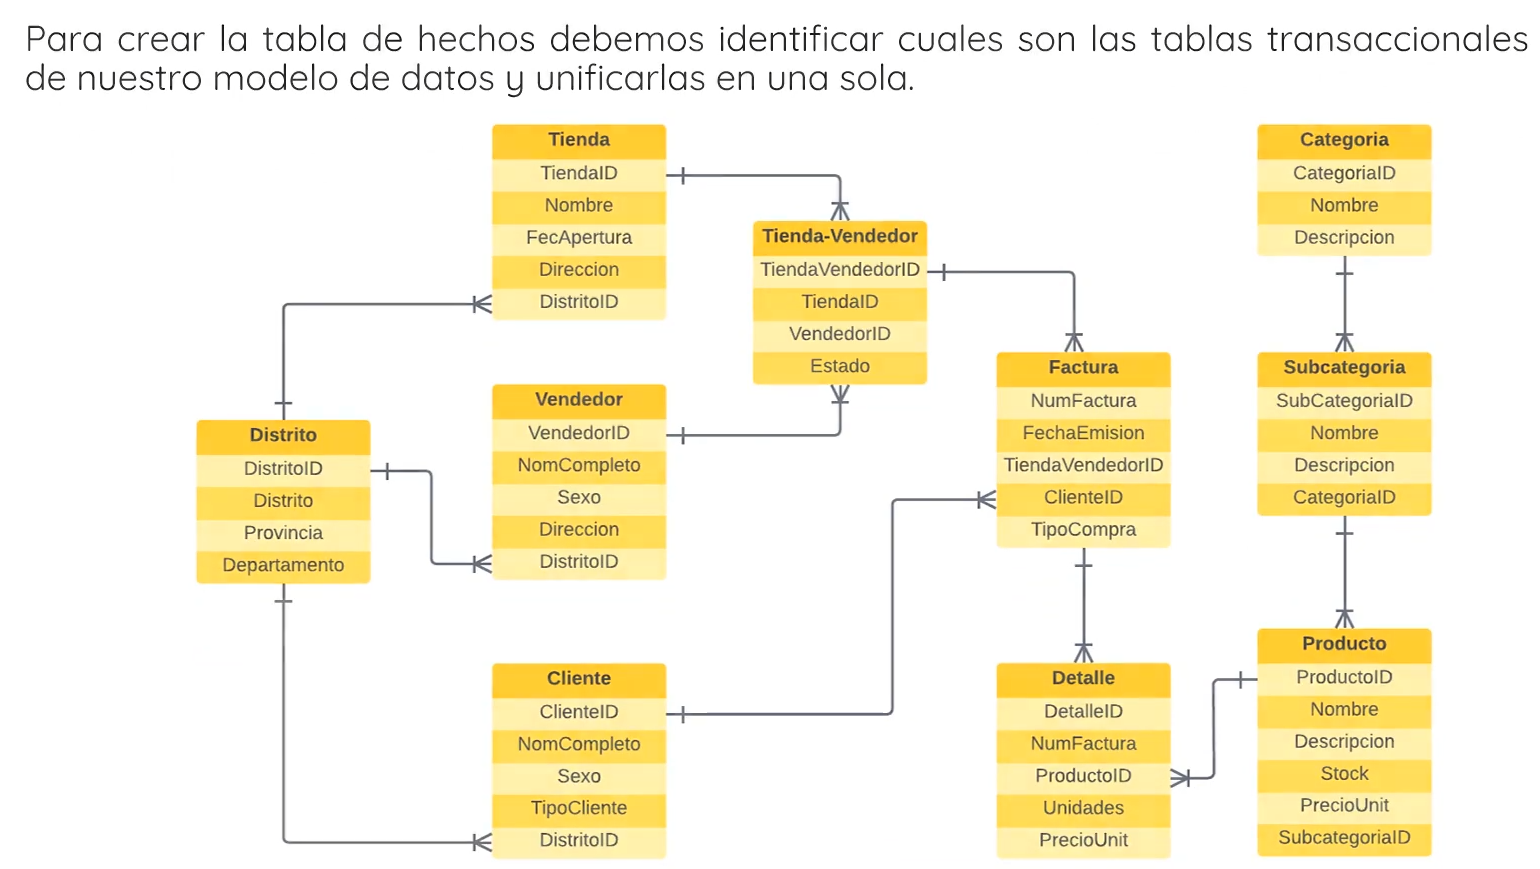 Para crear la tabla de hechos debemos identificar cuales son las tablas transaccionales
de nuestro modelo de datos y unificarlas en una sola.
Tienda
TiendaID
Nombre
FecApertura
Direccion
DistritoID
Tienda-Vendedor
TiendaVendedorID
TiendaID
VendedorID
Estado
Categoria
CategoriaID
Nombre
Descripcion
Distrito
DistritoID
Distrito
Provincia
Departamento
Vendedor
VendedorID
NomCompleto
Sexo
Direccion
DistritoID
Factura
NumFactura
FechaEmision
TiendaVendedorID
ClienteID
TipoCompra
Subcategoria
SubCategoriaID
Nombre
Descripcion
CategoriaID
Cliente
ClienteID
NomCompleto
Sexo
TipoCliente
DistritoID
Detalle
DetalleID
NumFactura
ProductoID
Unidades
PrecioUnit
Producto
ProductoID
Nombre
Descripcion
Stock
PrecioUnit
SubcategoriaID